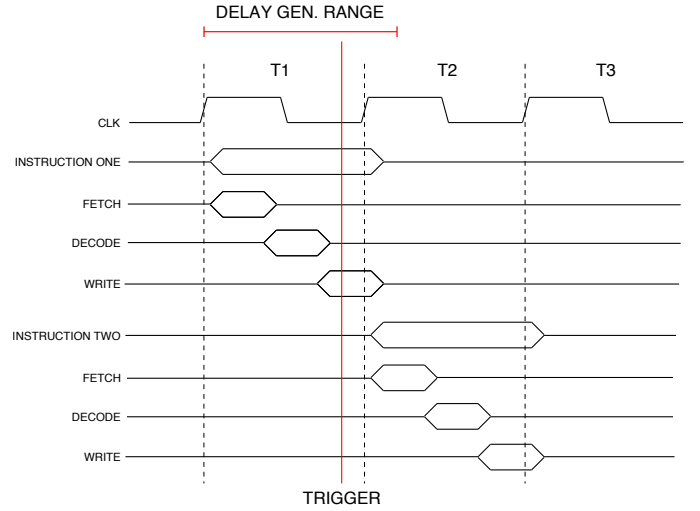 DELAY GEN. RANGE
T1 T2 T3
CLK
INSTRUCTION ONE
FETCH
DECODE
WRITE
INSTRUCTION TWO
FETCH
DECODE
WRITE
TRIGGER